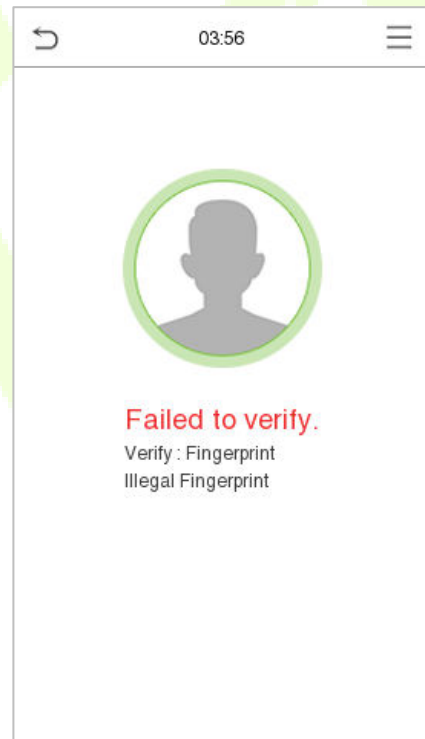 03:56
Failed to verify.
Verify : Fingerprint
Illegal Fingerprint